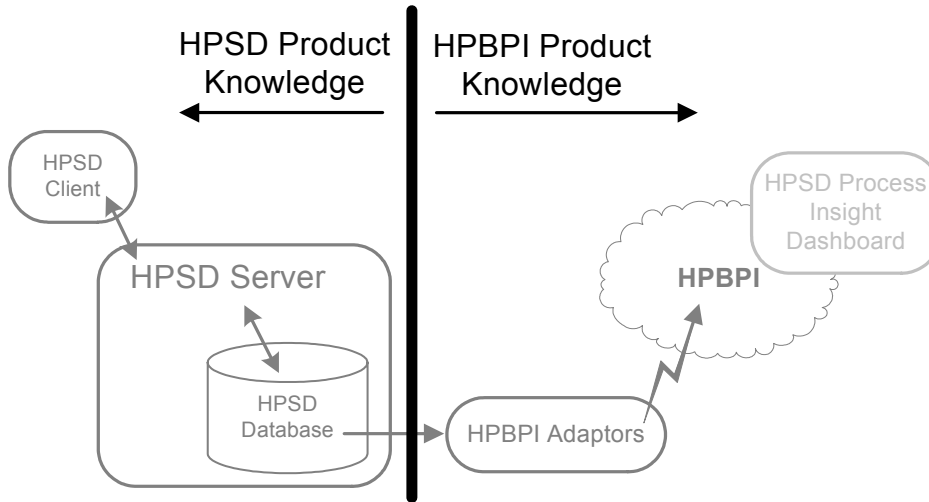 HPSD Product
Knowledge
HPBPI Product
Knowledge
HPSD
Client
HPSD Server
HPSD
Database
HPBPI Adaptors
HPBPI
HPSD Process
Insight
Dashboard